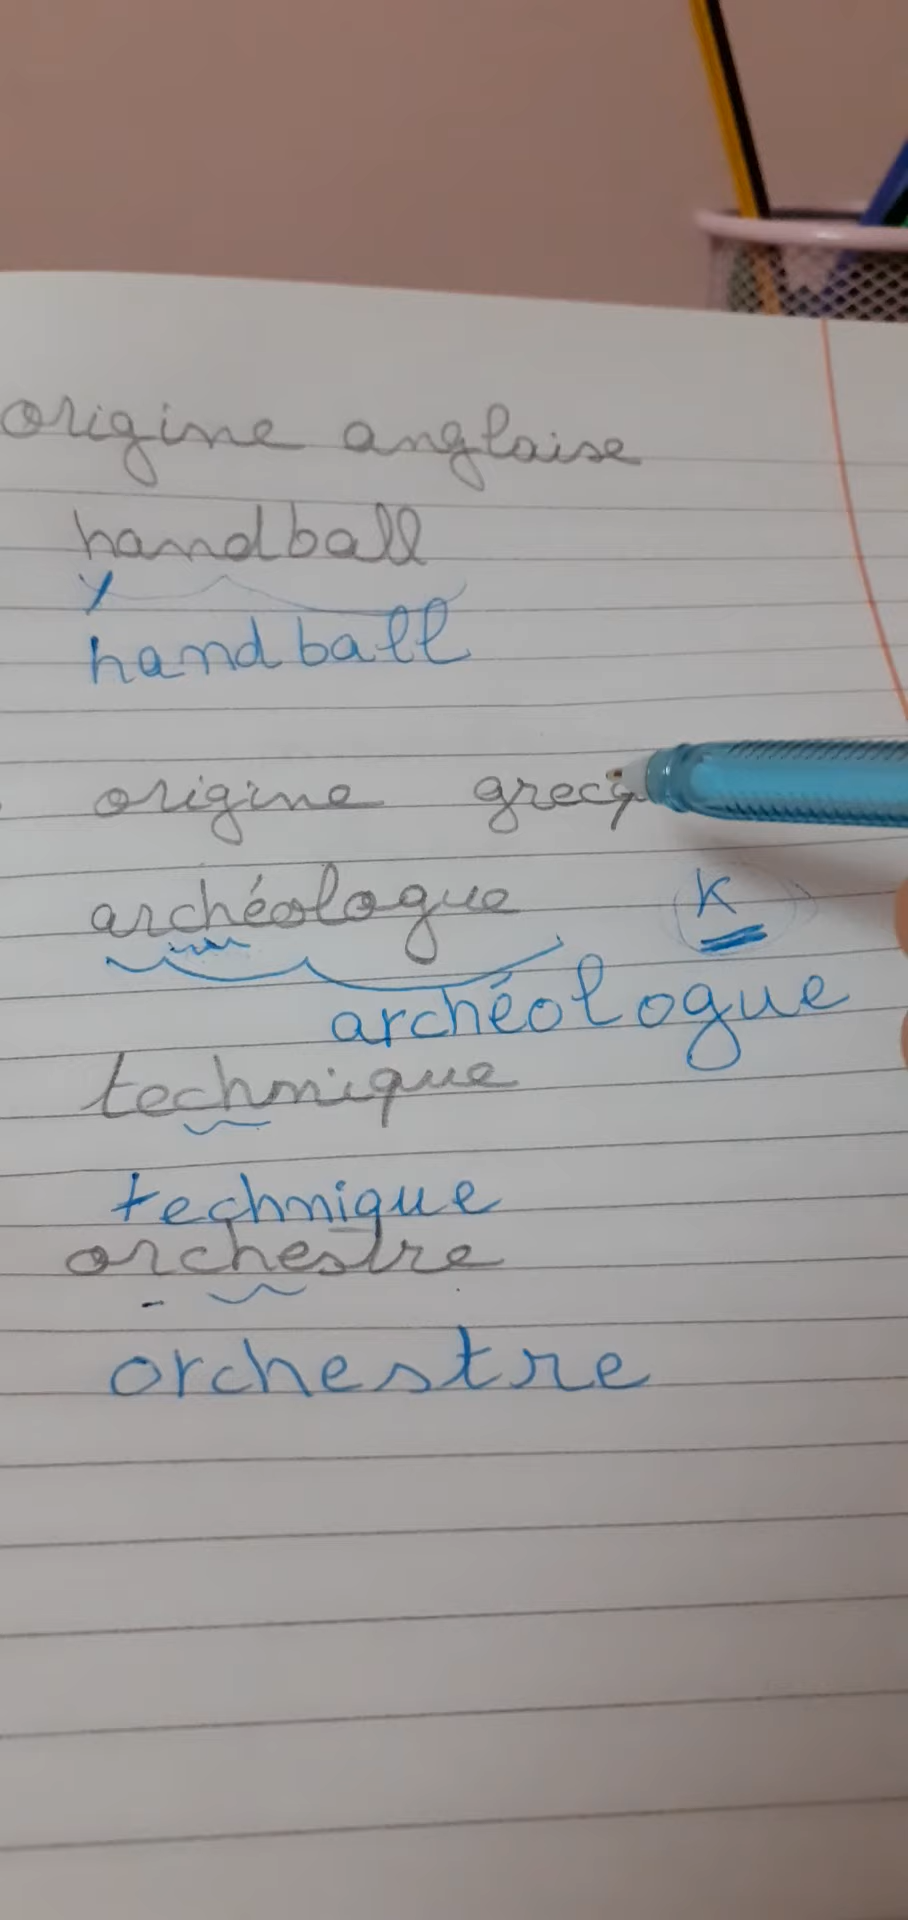 origine anglaise
handball
handball
origine grecq
archéologue
K
archéologue
technique
technique
orchestre
orchestre